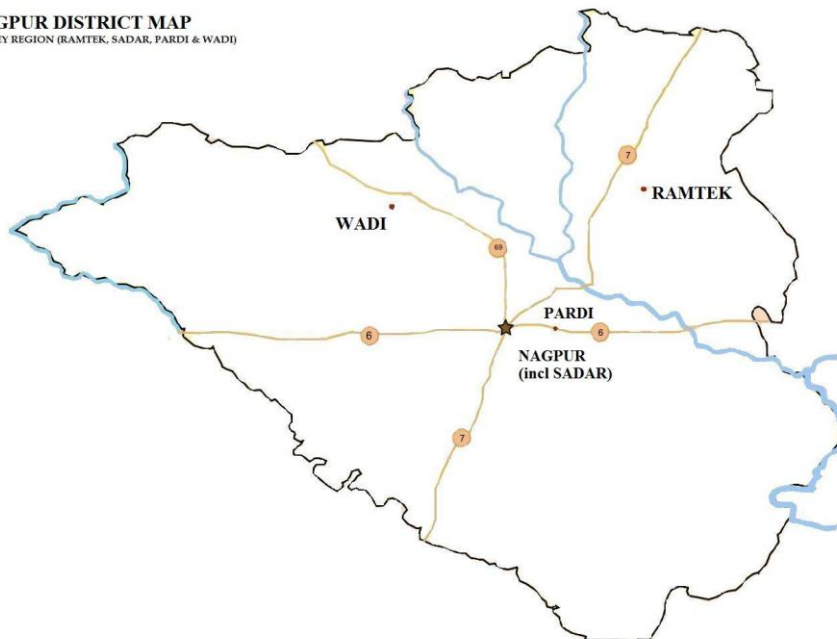 GPUR DISTRICT MAP
EY REGION (RAMTEK, SADAR, PARDI & WADI)
7
RAMTEK
WADI
69
PARDI
6
6
NAGPUR
(incl SADAR)
7